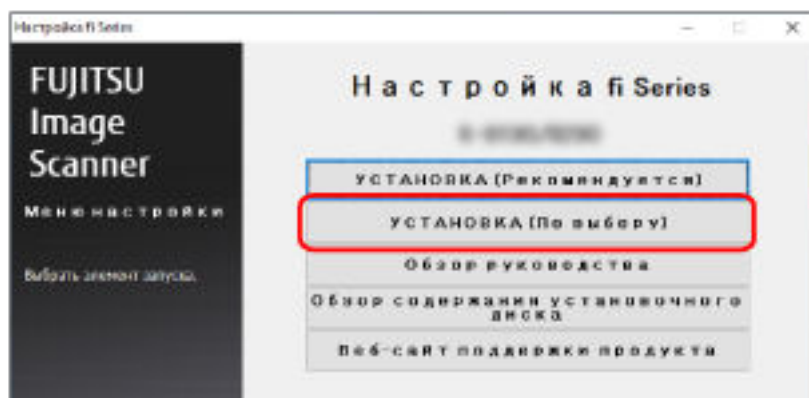 Настройка fi Series
FUJITSU
Image
Scanner
Меню настройки
Выбрать элемент запуска.
Настройка fi Series
УСТАНОВКА (Рекомендуется)
УСТАНОВКА (По выбору)
Обзор руководства
Обзор содержания установочного
диска
Веб-сайт поддержки продукта